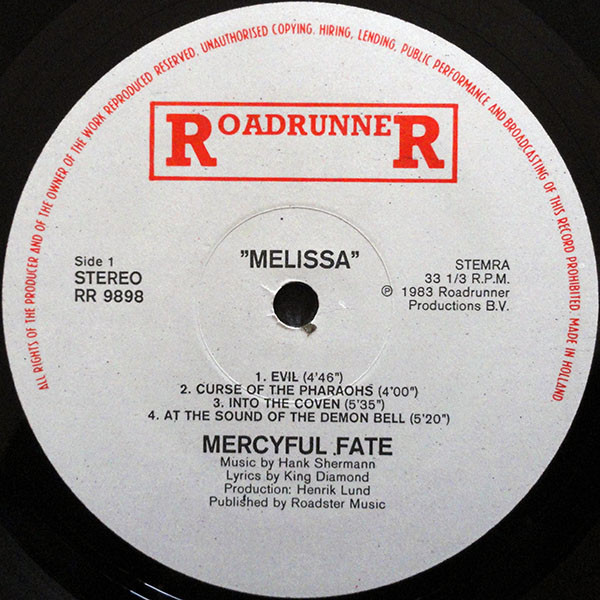 ALL RIGHTS OF THE PRODUCER AND OF THE OWNER OF THE WORK REPRODUCED RESERVED. UNAUTHORISED COPYING, HIRING, LENDING, PUBLIC PERFORMANCE AND BROADCASTING OF THIS RECORD PROHIBITED. MADE IN HOLLAND.
ROADRUNNER
"MELISSA"
Side 1
STEREO
RR 9898
STEMRA
33 1/3 R.P.M.
℗ 1983 Roadrunner
Productions B.V.
1. EVIL (4'46")
2. CURSE OF THE PHARAOHS (4'00")
3. INTO THE COVEN (5'35")
4. AT THE SOUND OF THE DEMON BELL (5'20")
MERCYFUL FATE
Music by Hank Shermann
Lyrics by King Diamond
Production: Henrik Lund
Published by Roadster Music